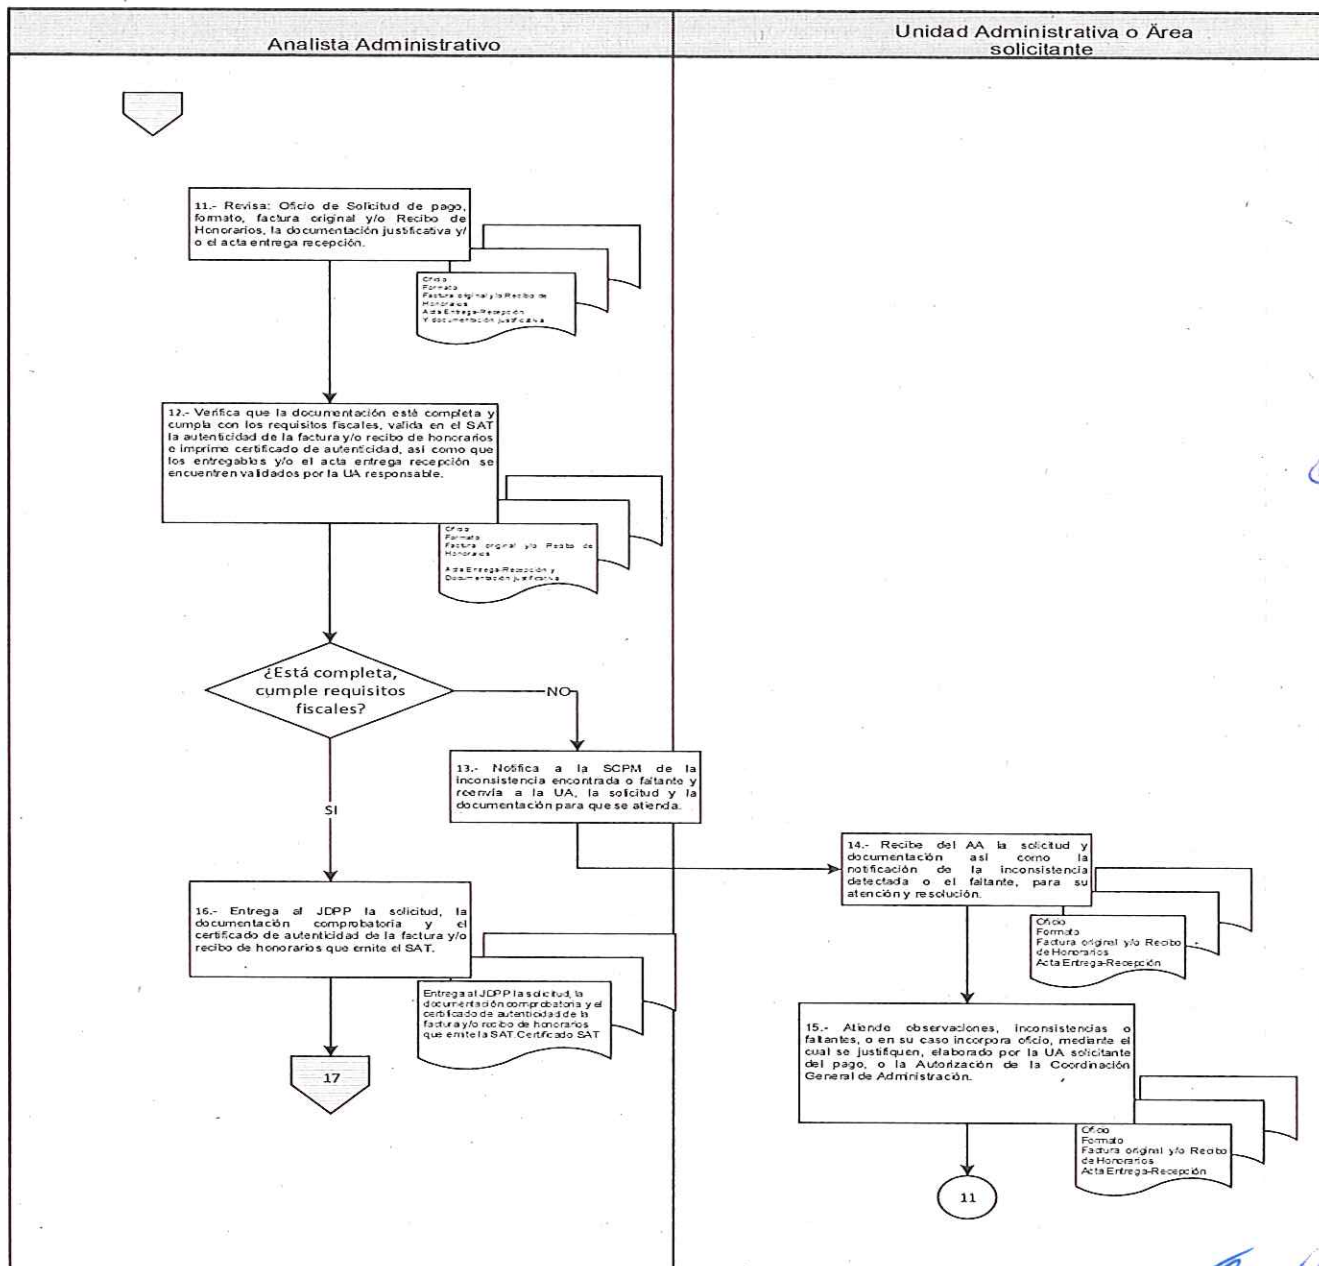 Analista Administrativo
Unidad Administrativa o Ärea
solicitante
11.- Revisa: Oficio de Solicitud de pago,
formato, factura original y/o Recibo de
Honorarios, la documentación justificativa y/
o el acta entrega recepción.
Oficio
Formato
Factura original y/o Recibo de
Honorarios
Acta Entrega-Recepción
Y documentación justificativa
12.- Verifica que la documentación esté completa y
cumpla con los requisitos fiscales, valida en el SAT
la autenticidad de la factura y/o recibo de honorarios
e imprime certificado de autenticidad, así como que
los entregables y/o el acta entrega recepción se
encuentren validados por la UA responsable.
Oficio
Formato
Factura original y/o Recibo de
Honorarios
Acta Entrega-Recepción y
Documentación justificativa
¿Está completa,
cumple requisitos
fiscales?
NO
SI
13.- Notifica a la SCPM de la
inconsistencia encontrada o faltante y
reenvía a la UA, la solicitud y la
documentación para que se atienda.
14.- Recibe del AA la solicitud y
documentación así como la
notificación de la inconsistencia
detectada o el faltante, para su
atención y resolución.
Oficio
Formato
Factura original y/o Recibo
de Honorarios
Acta Entrega-Recepción
16.- Entrega al JDPP la solicitud, la
documentación comprobatoria y el
certificado de autenticidad de la factura y/o
recibo de honorarios que emite el SAT.
Entrega al JDPP la solicitud, la
documentación comprobatoria y el
certificado de autenticidad de la
factura y/o recibo de honorarios
que emite la SAT.Certificado SAT
17
15.- Atiende observaciones, inconsistencias o
faltantes, o en su caso incorpora oficio, mediante el
cual se justifiquen, elaborado por la UA solicitante
del pago, o la Autorización de la Coordinación
General de Administración.
Oficio
Formato
Factura original y/o Recibo
de Honorarios
Acta Entrega-Recepción
11